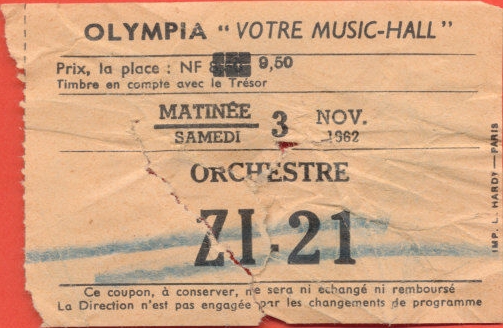 OLYMPIA "VOTRE MUSIC-HALL"
Prix, la place : NF 9,50
Timbre en compte avec le Trésor
MATINÉE
SAMEDI 3 NOV. 1962
ORCHESTRE
ZI-21
Ce coupon, à conserver, ne sera ni échangé ni remboursé
La Direction n'est pas engagée par les changements de programme
IMP. L. HARDY—PARIS